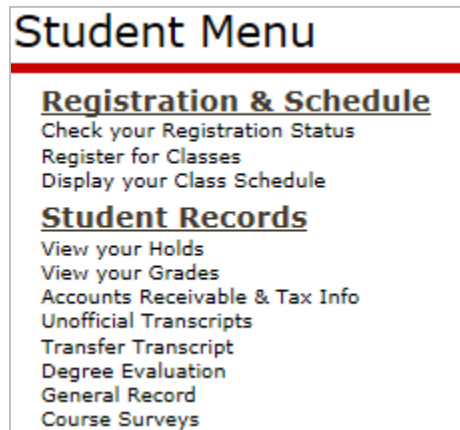 Student Menu
Registration & Schedule
Check your Registration Status
Register for Classes
Display your Class Schedule
Student Records
View your Holds
View your Grades
Accounts Receivable & Tax Info
Unofficial Transcripts
Transfer Transcript
Degree Evaluation
General Record
Course Surveys